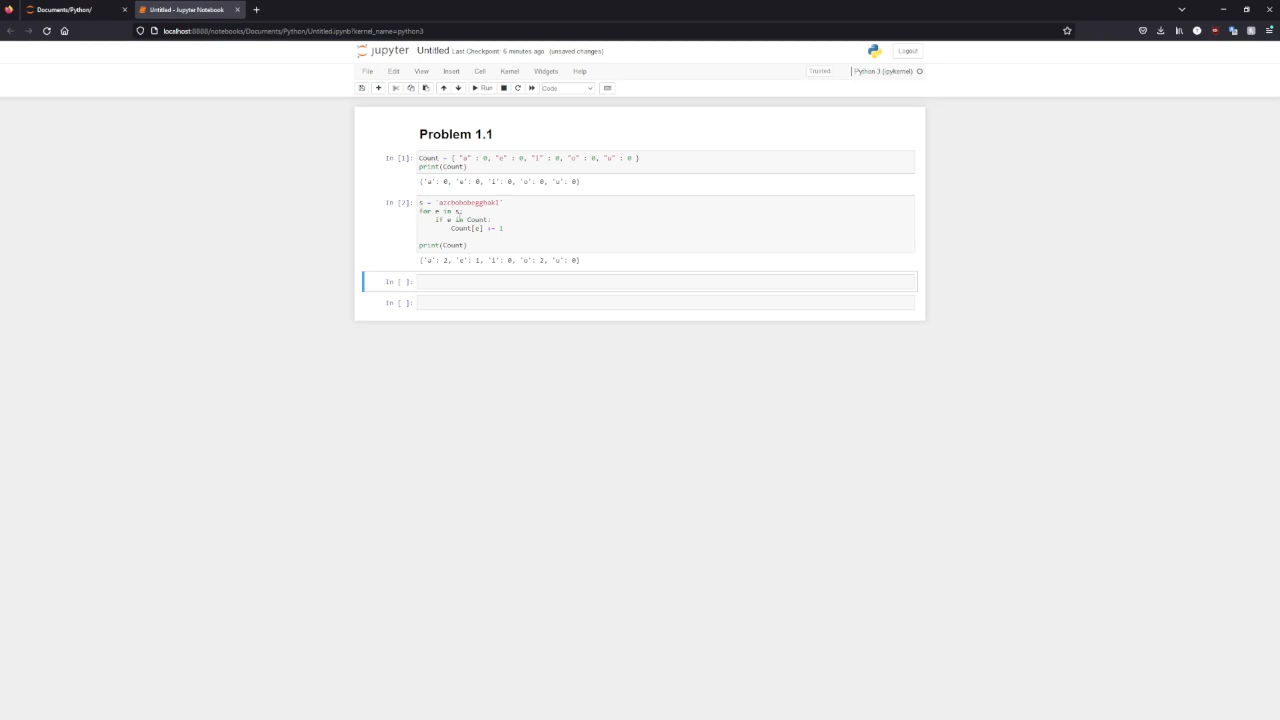 Documents/Python/
Untitled - Jupyter Notebook
localhost:8888/notebooks/Documents/Python/Untitled.ipynb?kernel_name=python3
jupyter Untitled Last Checkpoint: 6 minutes ago (unsaved changes)
Logout
File Edit View Insert Cell Kernel Widgets Help
Trusted
Python 3 (ipykernel)
Run
Code
Problem 1.1
In [1]: Count = { "a" : 0, "e" : 0, "i" : 0, "o" : 0, "u" : 0 }
print(Count)
{'a': 0, 'e': 0, 'i': 0, 'o': 0, 'u': 0}
In [2]: s = 'azcbobobegghakl'
for e in s:
if e in Count:
Count[e] += 1
print(Count)
{'a': 2, 'e': 1, 'i': 0, 'o': 2, 'u': 0}
In [ ]:
In [ ]: